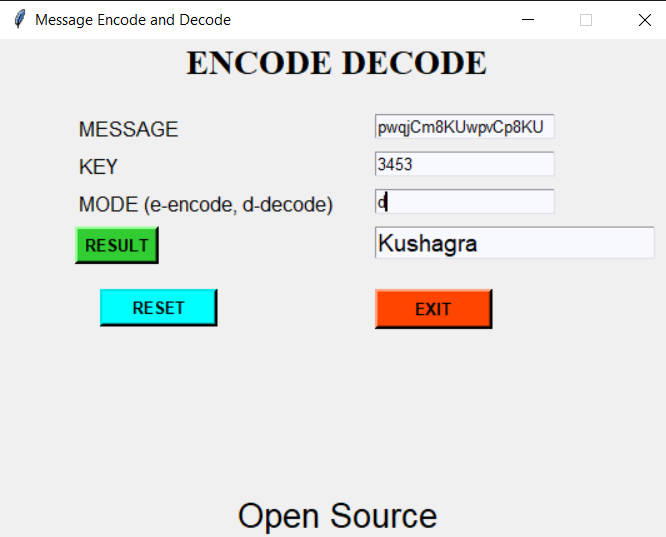 Message Encode and Decode
ENCODE DECODE
MESSAGE pwqjCm8KUwpvCp8KU
KEY 3453
MODE (e-encode, d-decode) d
RESULT Kushagra
RESET EXIT
Open Source